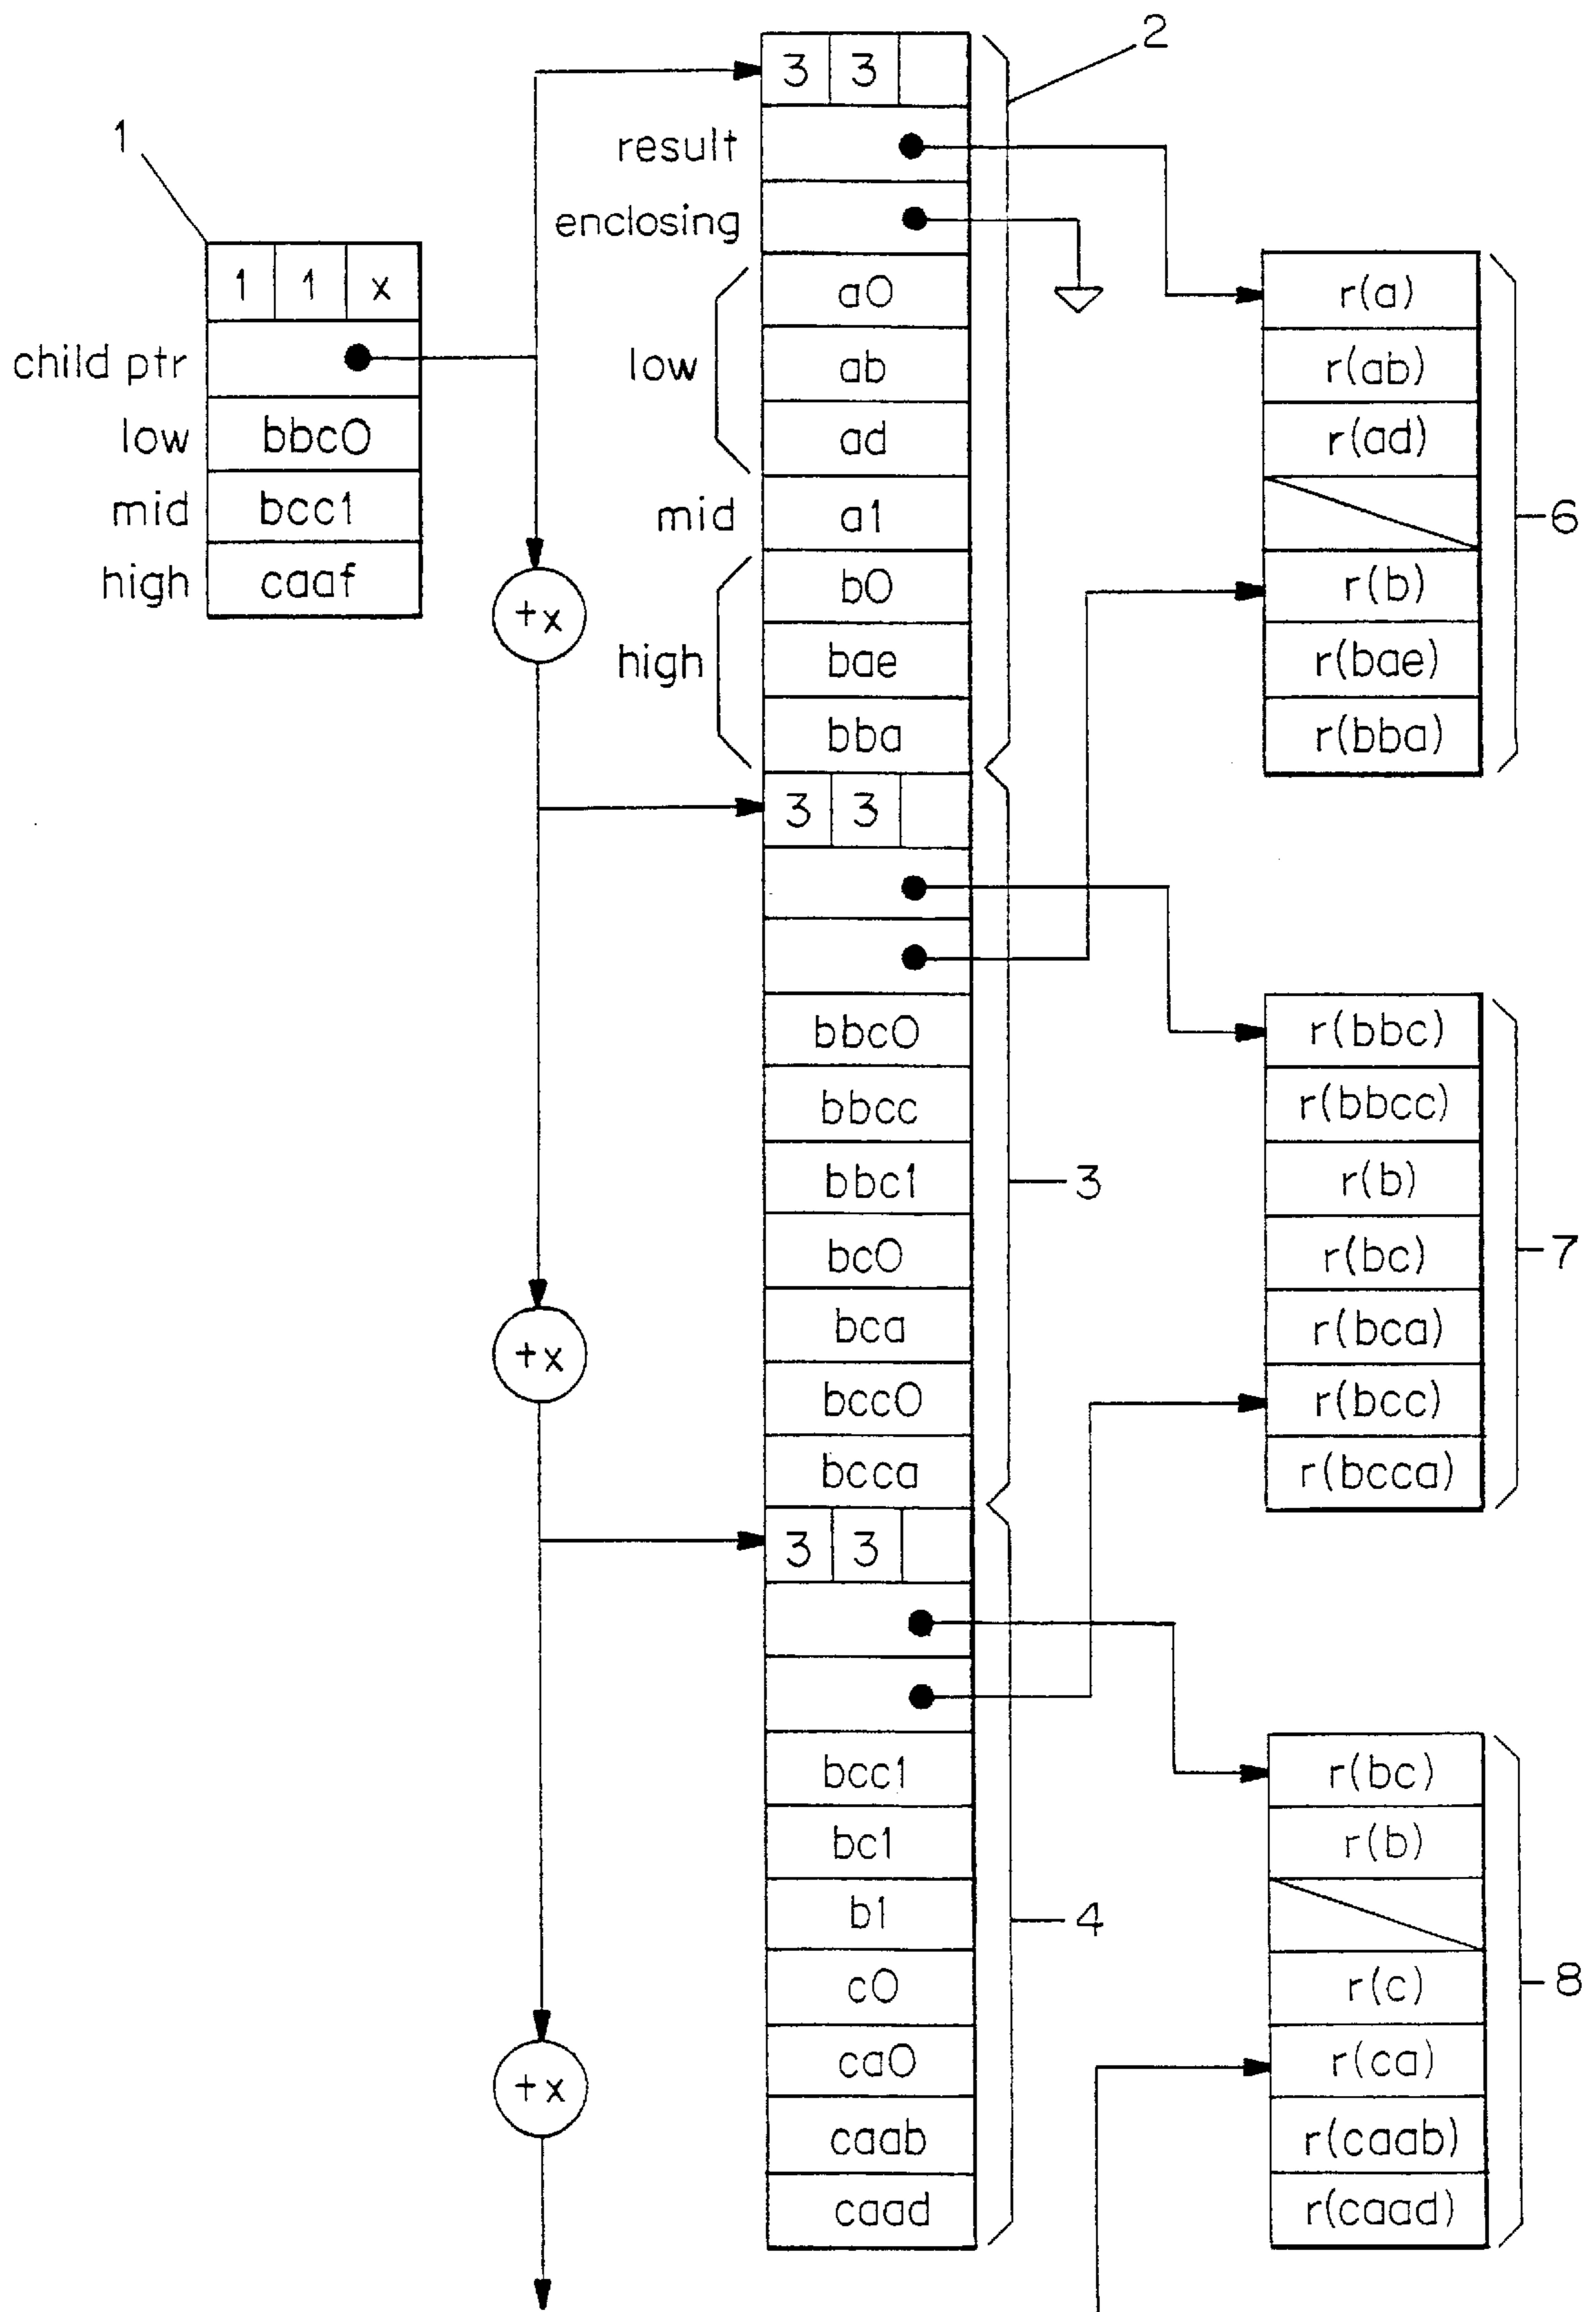 2
3 3
result
enclosing
a0
ab
ad
low
a1
mid
b0
bae
bba
high
1
1 1 x
child ptr
low bbc0
mid bcc1
high caaf
+x
r(a)
r(ab)
r(ad)
r(b)
r(bae)
r(bba)
6
3 3
bbc0
bbcc
bbc1
bc0
bca
bcc0
bcca
3
+x
r(bbc)
r(bbcc)
r(b)
r(bc)
r(bca)
r(bcc)
r(bcca)
7
3 3
bcc1
bc1
b1
c0
ca0
caab
caad
4
+x
r(bc)
r(b)
r(c)
r(ca)
r(caab)
r(caad)
8